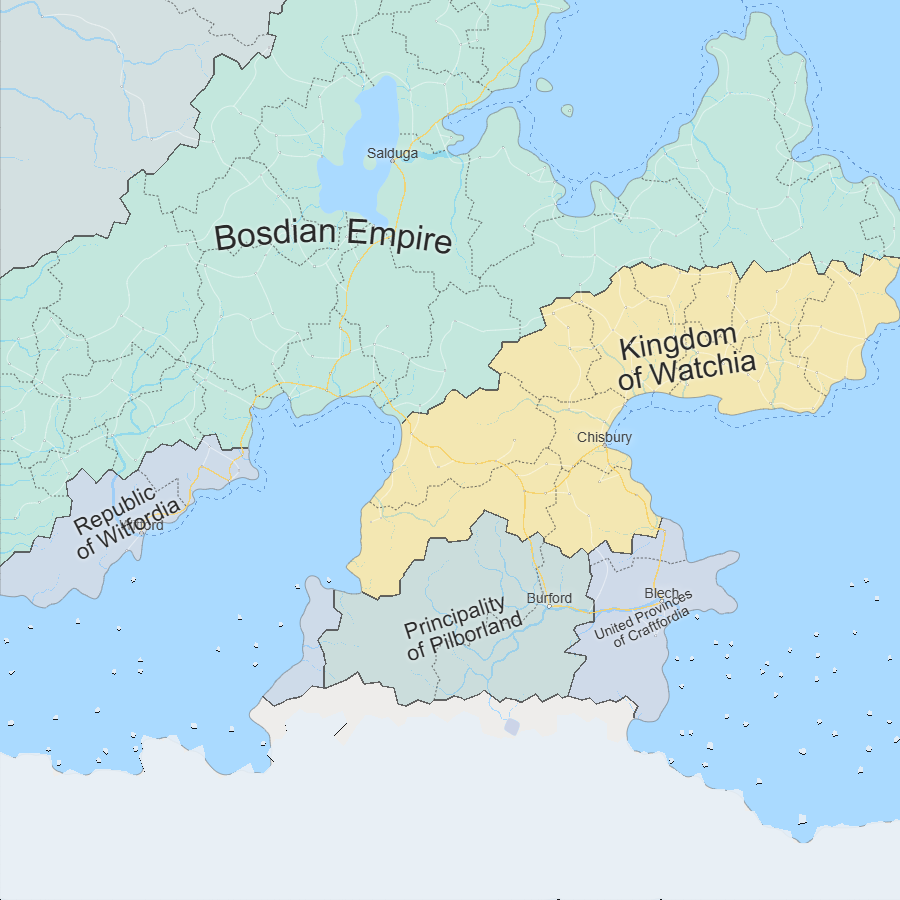 Salduga
Bosdian Empire
Kingdom
of Watchia
Chisbury
Republic
of Witfordia
Burford
Blech
Principality
of Pilborland
United Provinces
of Craftfordia